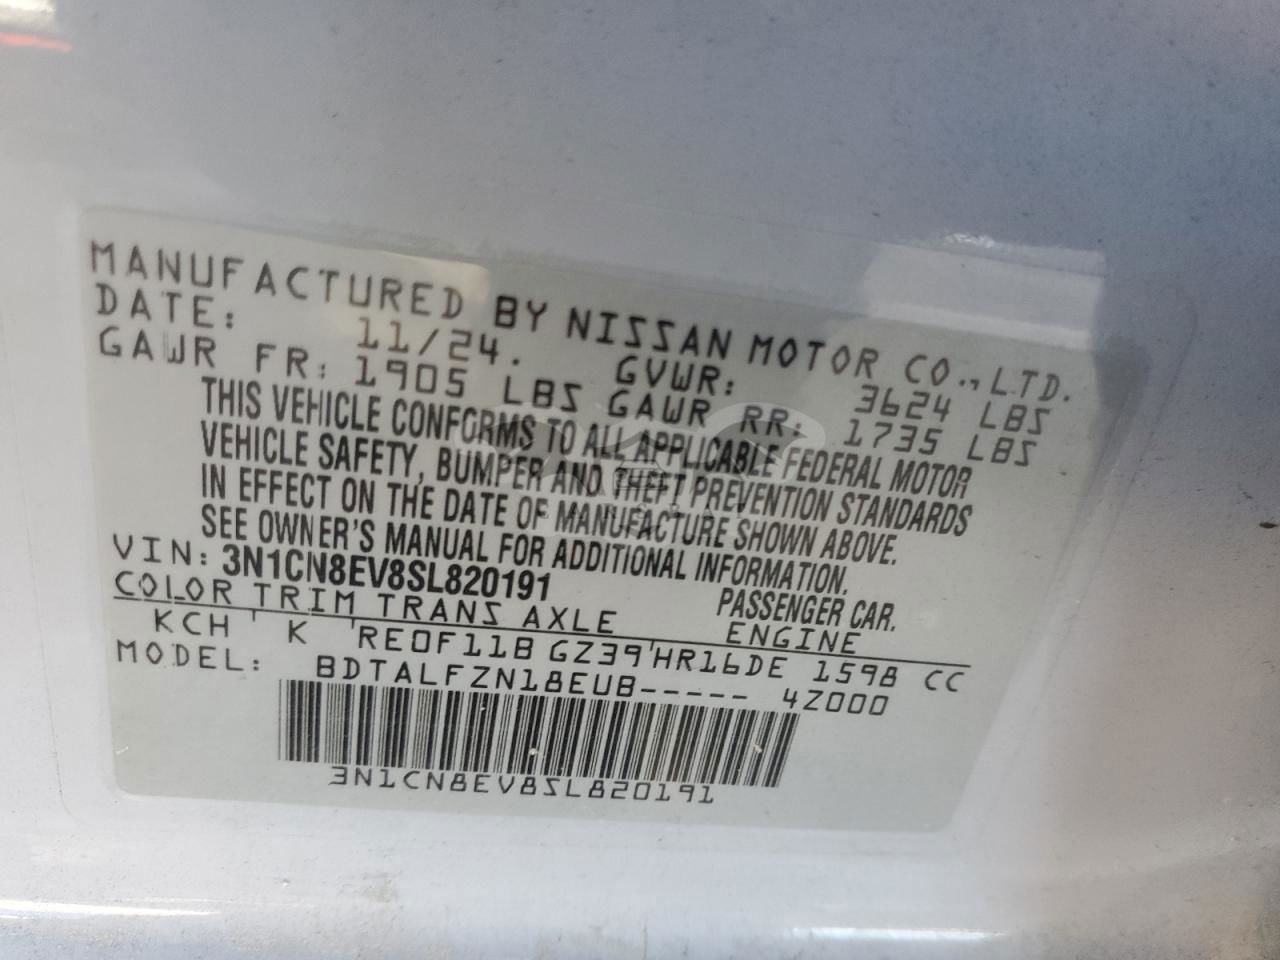 MANUFACTURED BY NISSAN MOTOR CO., LTD.
DATE: 11/24. GVWR: 3624 LBS
GAWR FR: 1905 LBS GAWR RR: 1735 LBS
THIS VEHICLE CONFORMS TO ALL APPLICABLE FEDERAL MOTOR
VEHICLE SAFETY, BUMPER AND THEFT PREVENTION STANDARDS
IN EFFECT ON THE DATE OF MANUFACTURE SHOWN ABOVE.
SEE OWNER'S MANUAL FOR ADDITIONAL INFORMATION.
VIN: 3N1CN8EV8SL820191 PASSENGER CAR.
COLOR TRIM TRANS AXLE ENGINE
KCH K RE0F11B GZ39 HR16DE 1598 CC
MODEL: BDTALFZN18EUB----- 4Z000
3N1CN8EV8SL820191